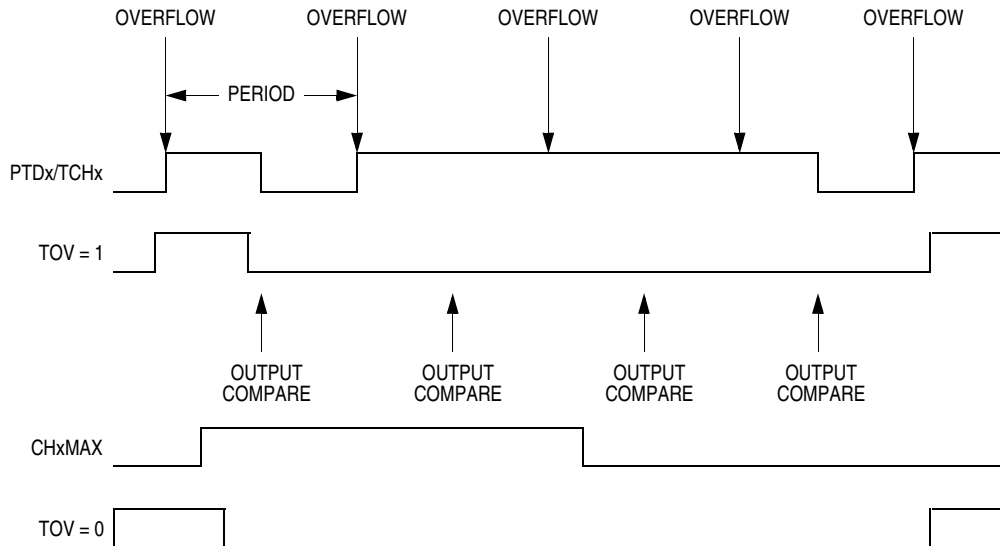 OVERFLOW OVERFLOW OVERFLOW OVERFLOW OVERFLOW
PERIOD
PTDx/TCHx
TOV = 1
OUTPUT OUTPUT OUTPUT OUTPUT
COMPARE COMPARE COMPARE COMPARE
CHxMAX
TOV = 0